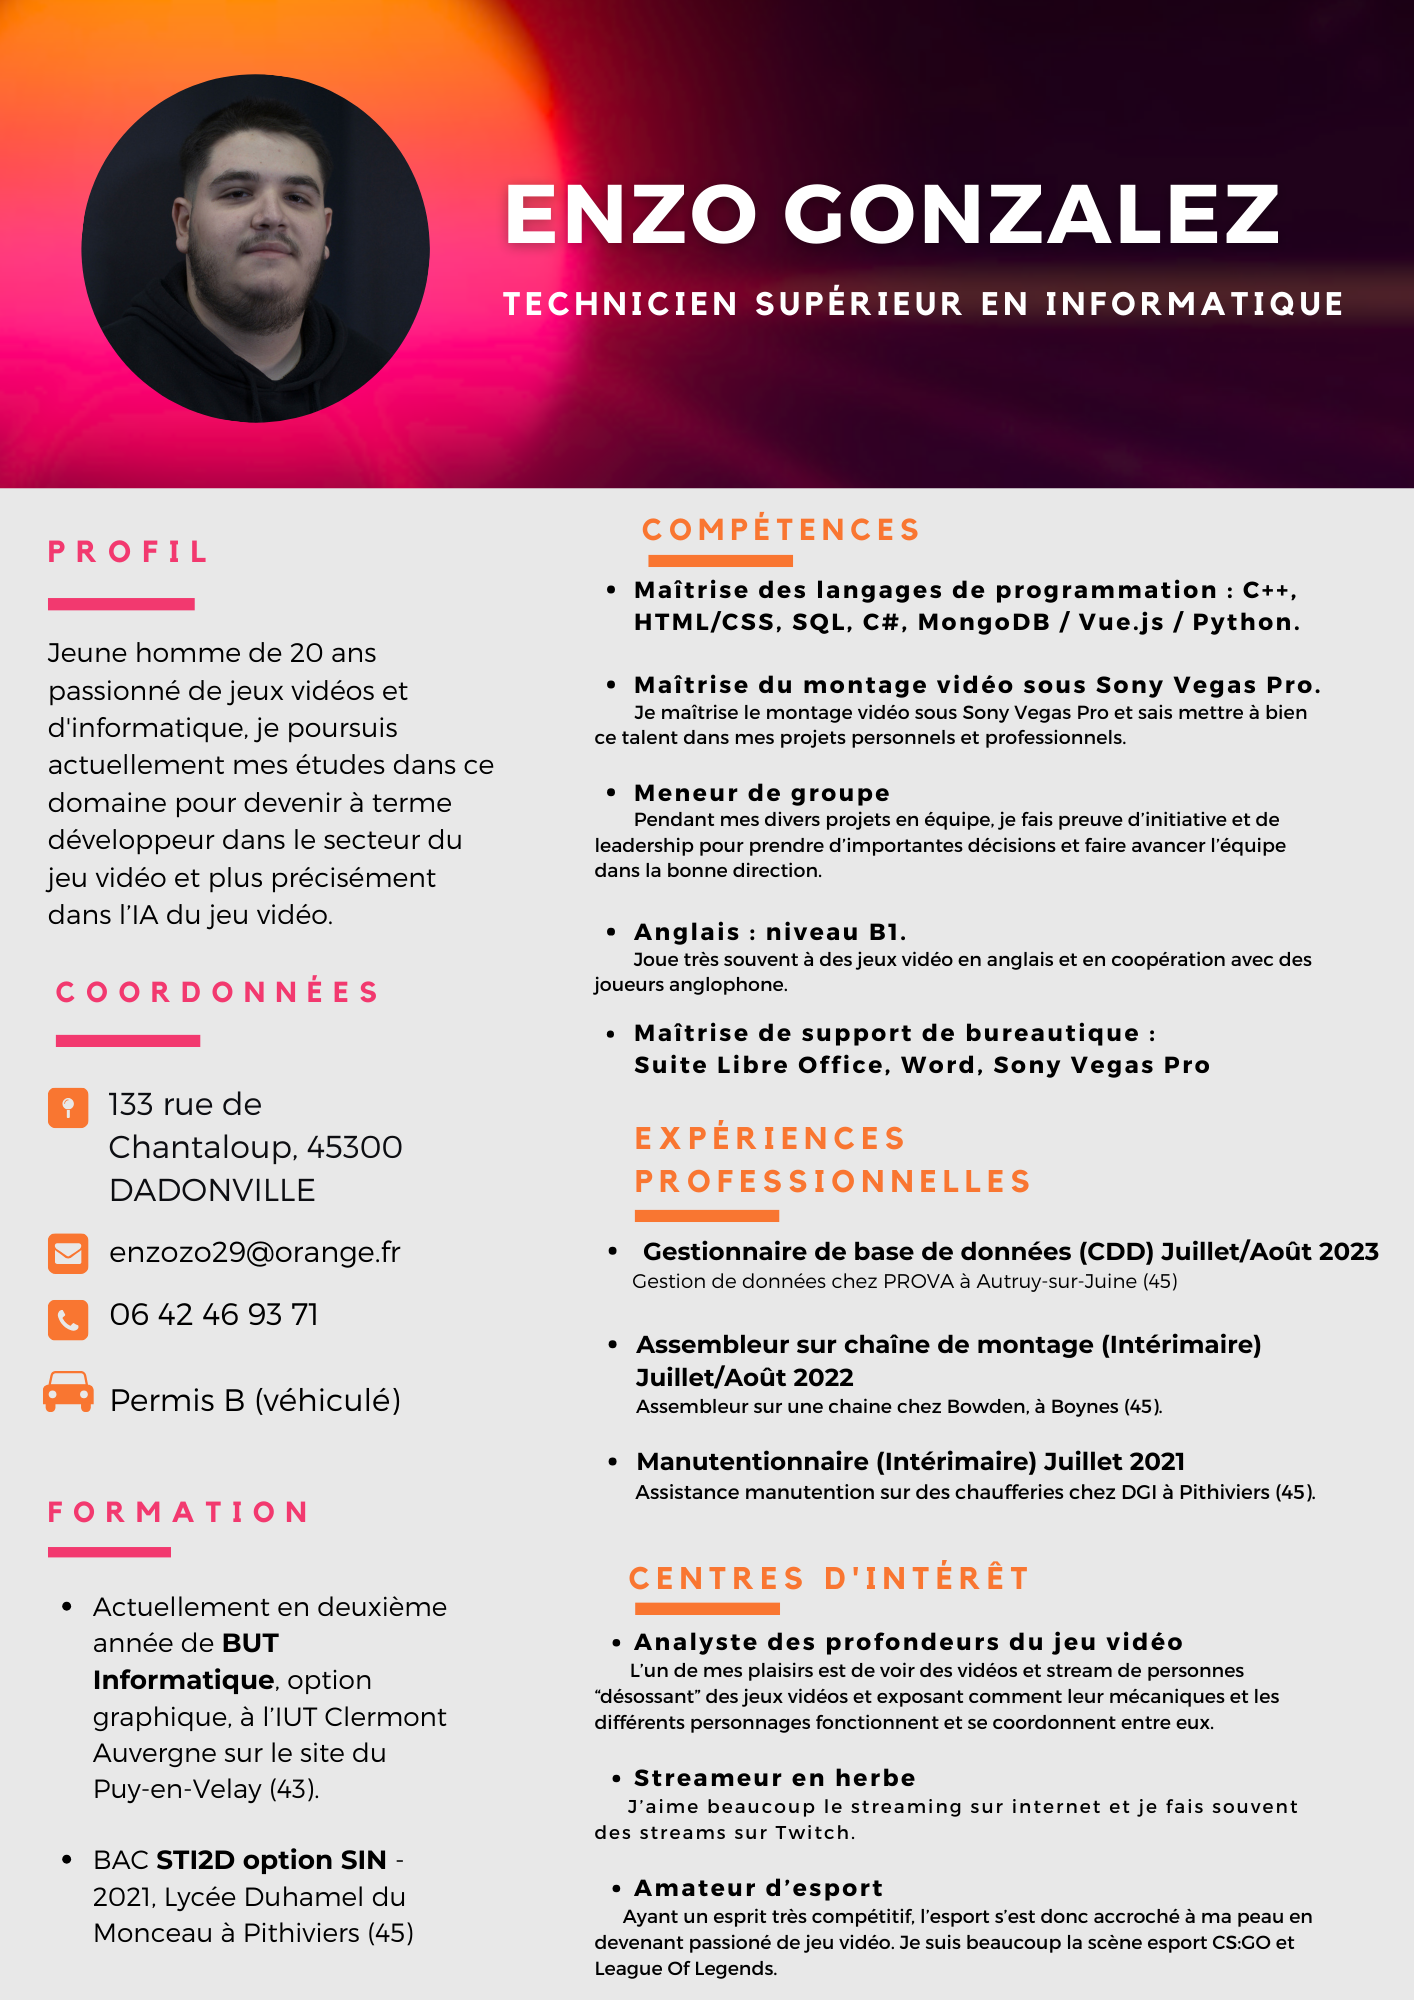 ENZO GONZALEZ
TECHNICIEN SUPÉRIEUR EN INFORMATIQUE
PROFIL
Jeune homme de 20 ans
passionné de jeux vidéos et
d'informatique, je poursuis
actuellement mes études dans ce
domaine pour devenir à terme
développeur dans le secteur du
jeu vidéo et plus précisément
dans l’IA du jeu vidéo.
COORDONNÉES
133 rue de
Chantaloup, 45300
DADONVILLE
enzozo29@orange.fr
06 42 46 93 71
Permis B (véhiculé)
FORMATION
• Actuellement en deuxième
année de BUT
Informatique, option
graphique, à l’IUT Clermont
Auvergne sur le site du
Puy-en-Velay (43).
• BAC STI2D option SIN -
2021, Lycée Duhamel du
Monceau à Pithiviers (45)
COMPÉTENCES
• Maîtrise des langages de programmation : C++,
HTML/CSS, SQL, C#, MongoDB / Vue.js / Python.
• Maîtrise du montage vidéo sous Sony Vegas Pro.
Je maîtrise le montage vidéo sous Sony Vegas Pro et sais mettre à bien
ce talent dans mes projets personnels et professionnels.
• Meneur de groupe
Pendant mes divers projets en équipe, je fais preuve d’initiative et de
leadership pour prendre d’importantes décisions et faire avancer l’équipe
dans la bonne direction.
• Anglais : niveau B1.
Joue très souvent à des jeux vidéo en anglais et en coopération avec des
joueurs anglophone.
• Maîtrise de support de bureautique :
Suite Libre Office, Word, Sony Vegas Pro
EXPÉRIENCES
PROFESSIONNELLES
• Gestionnaire de base de données (CDD) Juillet/Août 2023
Gestion de données chez PROVA à Autruy-sur-Juine (45)
• Assembleur sur chaîne de montage (Intérimaire)
Juillet/Août 2022
Assembleur sur une chaine chez Bowden, à Boynes (45).
• Manutentionnaire (Intérimaire) Juillet 2021
Assistance manutention sur des chaufferies chez DGI à Pithiviers (45).
CENTRES D'INTÉRÊT
• Analyste des profondeurs du jeu vidéo
L’un de mes plaisirs est de voir des vidéos et stream de personnes
“désossant” des jeux vidéos et exposant comment leur mécaniques et les
différents personnages fonctionnent et se coordonnent entre eux.
• Streameur en herbe
J’aime beaucoup le streaming sur internet et je fais souvent
des streams sur Twitch.
• Amateur d’esport
Ayant un esprit très compétitif, l’esport s’est donc accroché à ma peau en
devenant passioné de jeu vidéo. Je suis beaucoup la scène esport CS:GO et
League Of Legends.